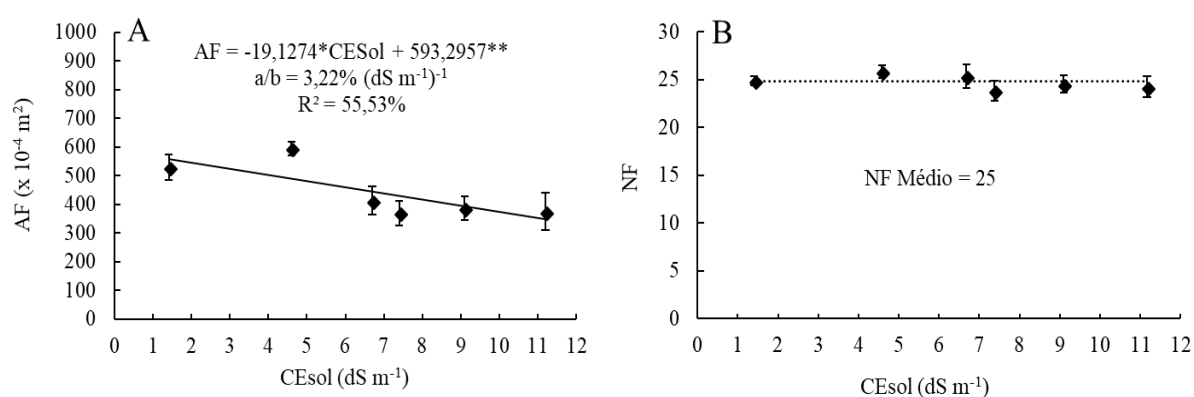 A
AF = -19,1274*CESol + 593,2957**
a/b = 3,22% (dS m⁻¹)⁻¹
R² = 55,53%
1000
900
800
700
600
500
400
300
200
100
0
AF (x 10⁻⁴ m²)
0 1 2 3 4 5 6 7 8 9 10 11 12
CEsol (dS m⁻¹)
B
30
25
20
15
10
5
0
NF
NF Médio = 25
0 1 2 3 4 5 6 7 8 9 10 11 12
CEsol (dS m⁻¹)